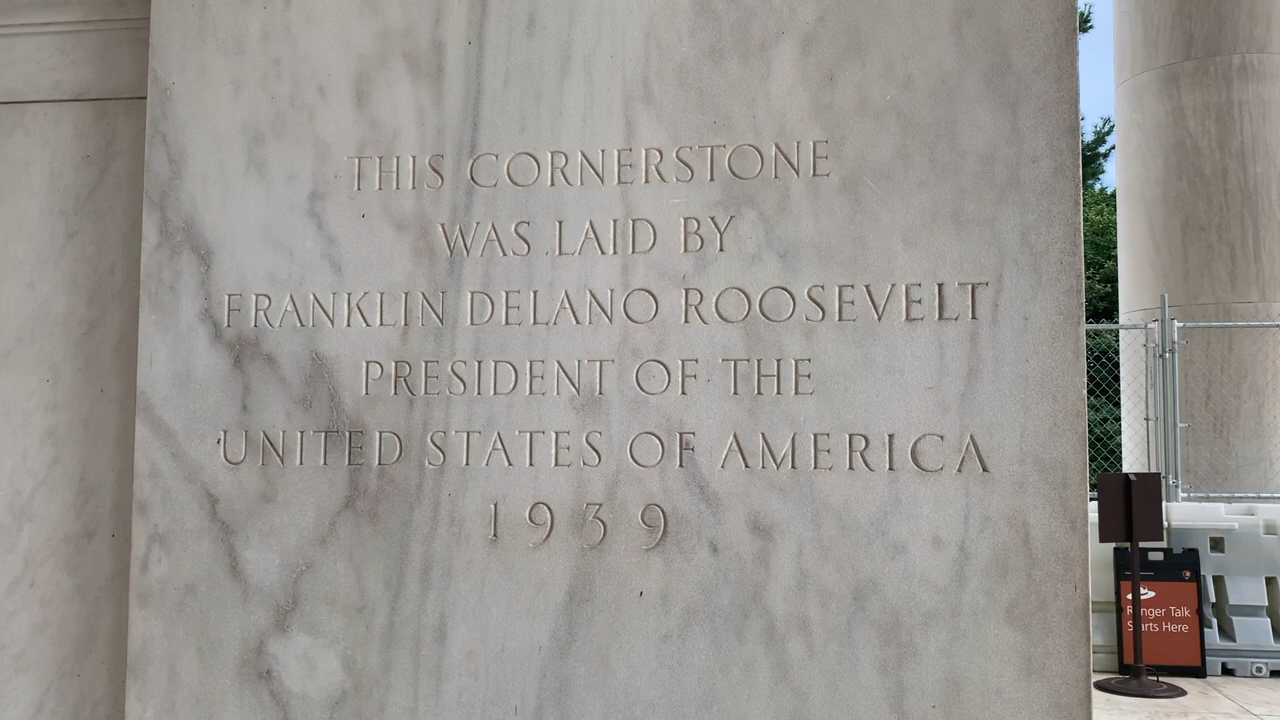 THIS CORNERSTONE
WAS LAID BY
FRANKLIN DELANO ROOSEVELT
PRESIDENT OF THE
UNITED STATES OF AMERICA
1939
Ranger Talk
Starts Here